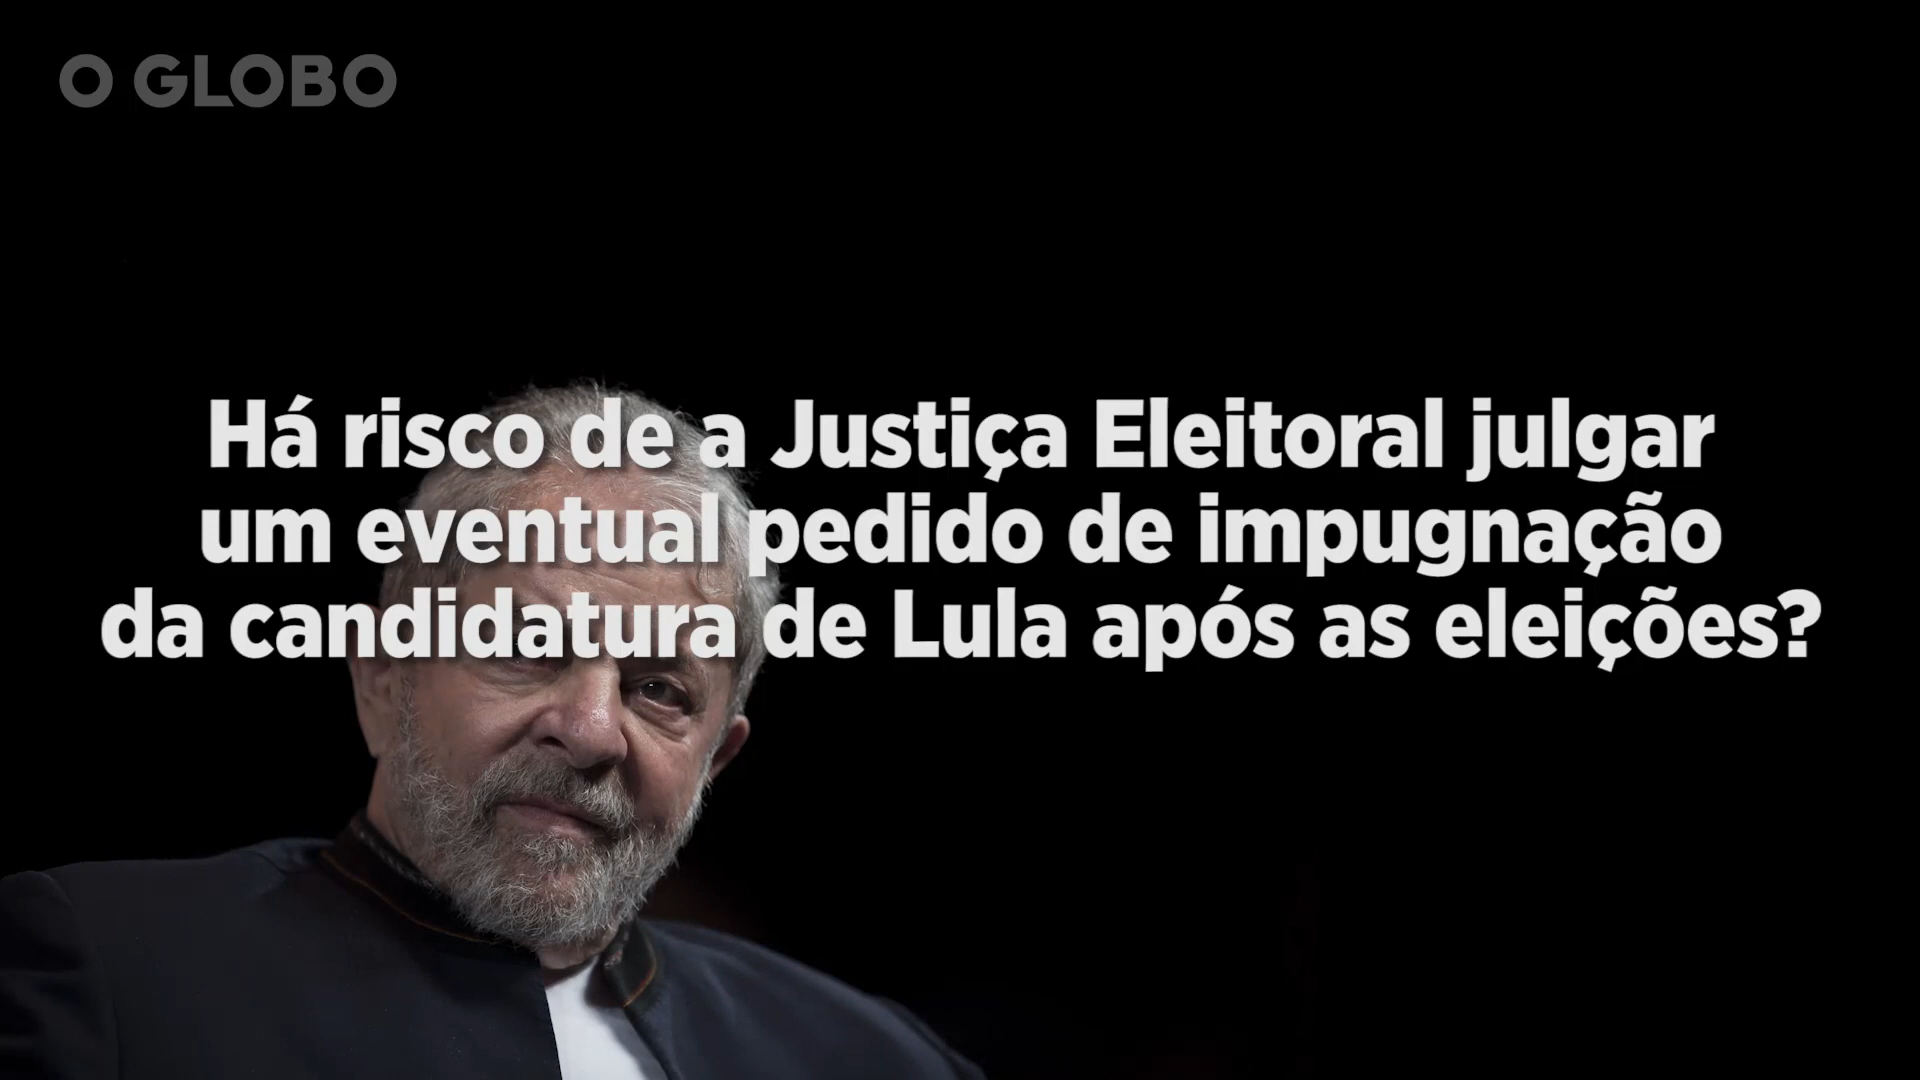 O GLOBO
Há risco de a Justiça Eleitoral julgar
um eventual pedido de impugnação
da candidatura de Lula após as eleições?